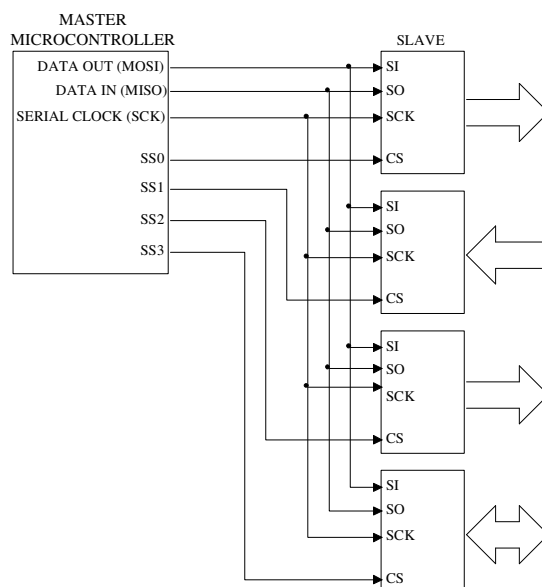 MASTER
MICROCONTROLLER
DATA OUT (MOSI)
DATA IN (MISO)
SERIAL CLOCK (SCK)
SS0
SS1
SS2
SS3
SLAVE
SI
SO
SCK
CS
SI
SO
SCK
CS
SI
SO
SCK
CS
SI
SO
SCK
CS